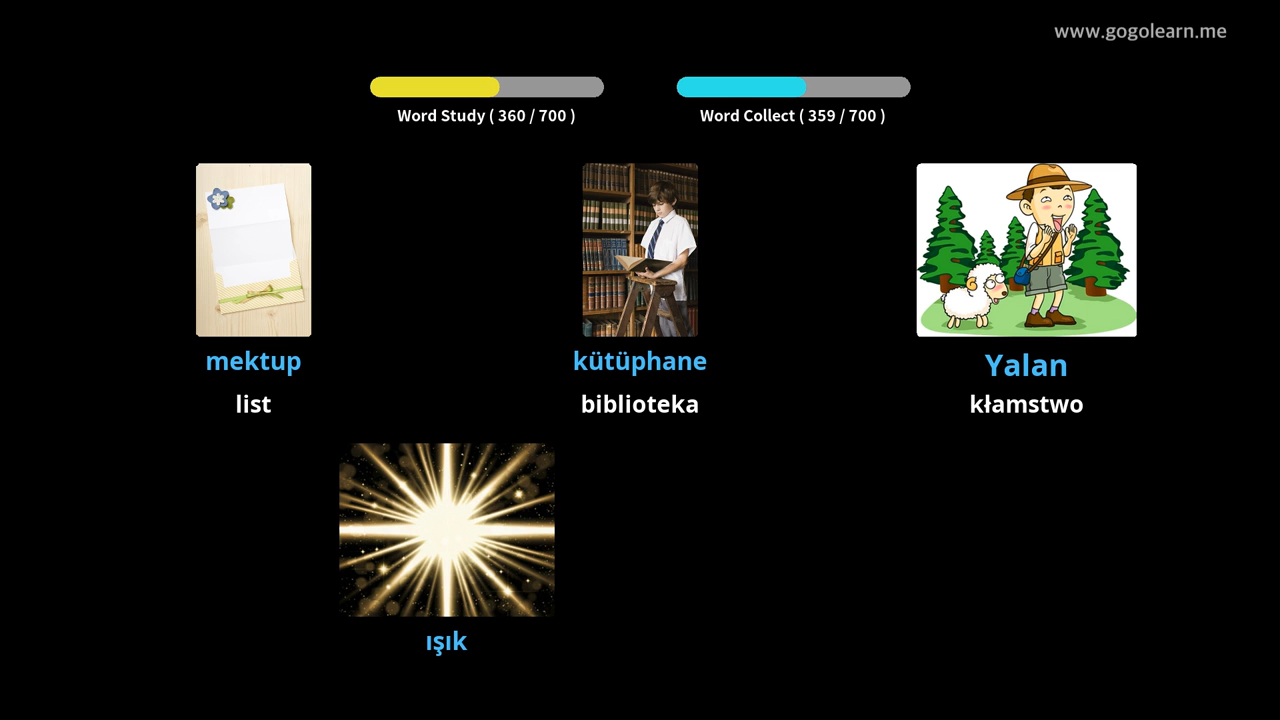 www.gogolearn.me
Word Study ( 360 / 700 )
Word Collect ( 359 / 700 )
mektup
kütüphane
Yalan
list
biblioteka
kłamstwo
ışık